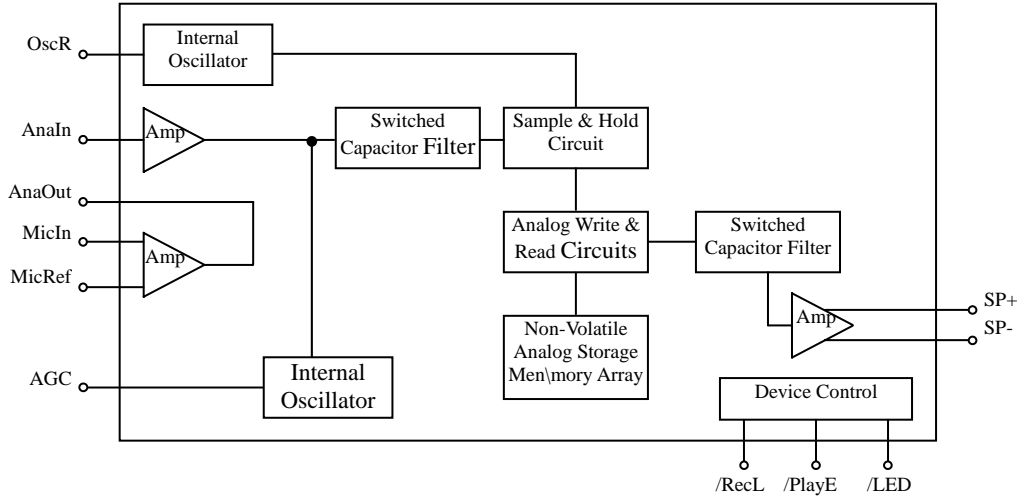 OscR
Internal
Oscillator
AnaIn
Amp
Switched
Capacitor Filter
Sample & Hold
Circuit
AnaOut
MicIn
MicRef
Amp
Analog Write &
Read Circuits
Switched
Capacitor Filter
Amp
SP+
SP-
Non-Volatile
Analog Storage
Men\mory Array
AGC
Internal
Oscillator
Device Control
/RecL
/PlayE
/LED